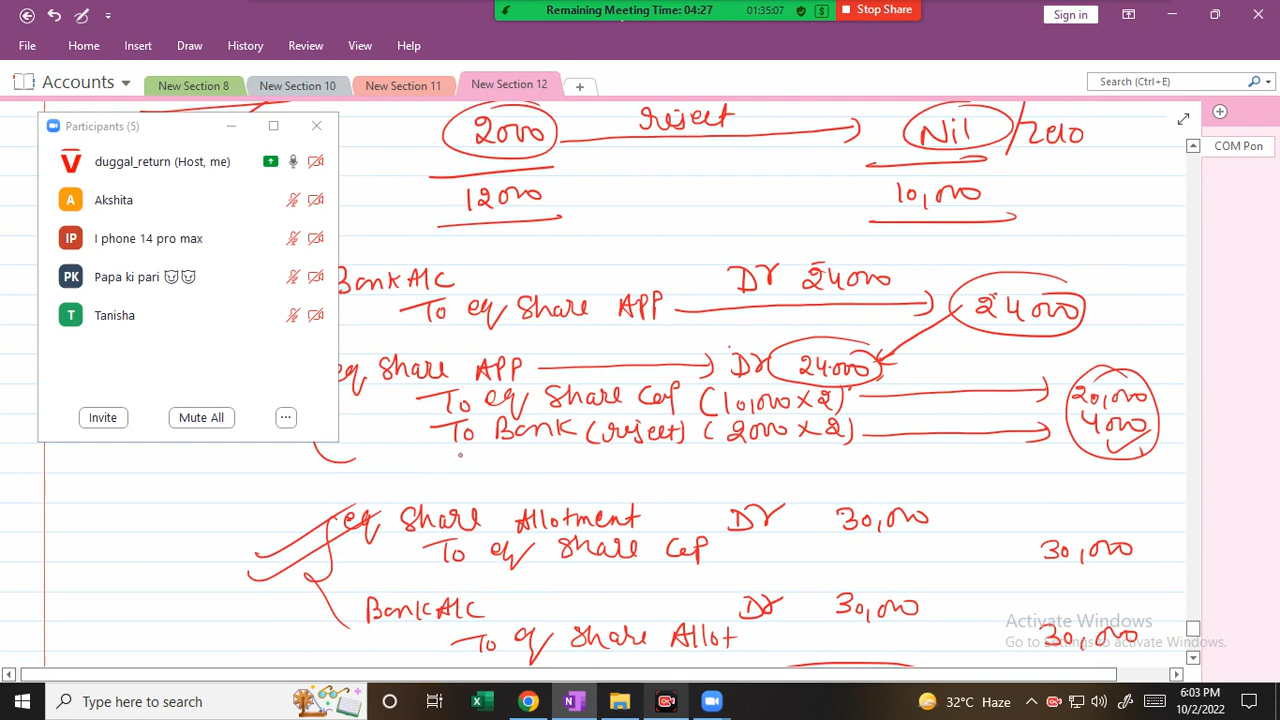 Remaining Meeting Time: 04:27
01:35:07
Stop Share
Sign in
File Home Insert Draw History Review View Help
Accounts
New Section 8
New Section 10
New Section 11
New Section 12
Search (Ctrl+E)
COM Pon
Participants (5)
duggal_return (Host, me)
A Akshita
IP I phone 14 pro max
PK Papa ki pari
T Tanisha
Invite
Mute All
2000 reject Nil/zero
12000 10,000
Bank A/C Dr 24000
To eq Share APP 24000
eq Share APP Dr 24000
To eq Share Cap (10,000×2) 20,000
To Bank (reject) (2000×2) 4000
eq Share Allotment Dr 30,000
To eq Share Cap 30,000
Bank A/C Dr 30,000
To eq Share Allot 30,000
Activate Windows
Go to Settings to activate Windows.
Type here to search
32°C Haze
6:03 PM
10/2/2022